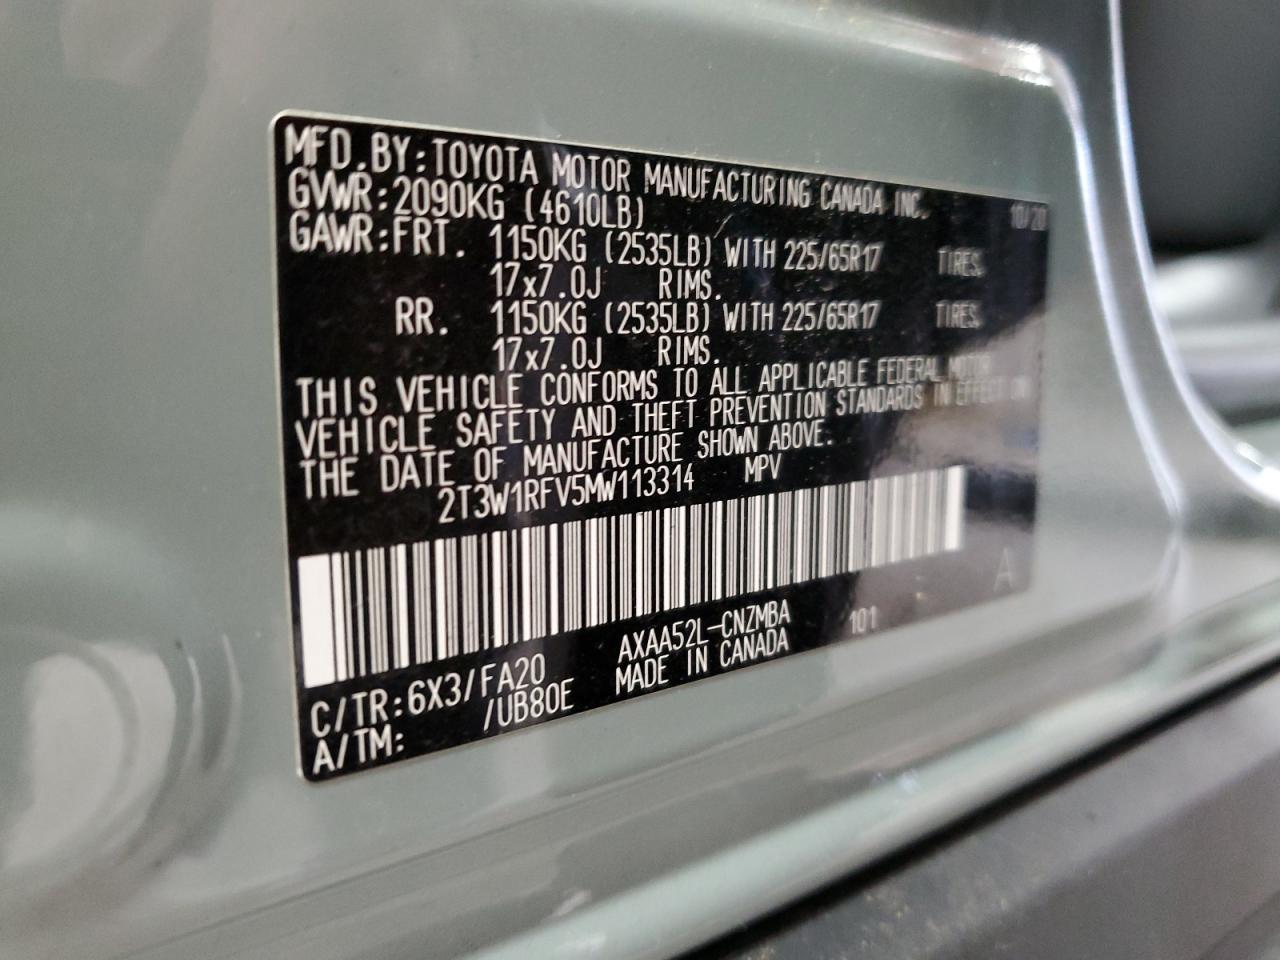 MFD.BY:TOYOTA MOTOR MANUFACTURING CANADA INC. 10/20
GVWR:2090KG (4610LB)
GAWR:FRT. 1150KG (2535LB) WITH 225/65R17 TIRES.
17x7.0J RIMS.
RR. 1150KG (2535LB) WITH 225/65R17 TIRES.
17x7.0J RIMS.
THIS VEHICLE CONFORMS TO ALL APPLICABLE FEDERAL MOTOR
VEHICLE SAFETY AND THEFT PREVENTION STANDARDS IN EFFECT ON
THE DATE OF MANUFACTURE SHOWN ABOVE.
2T3W1RFV5MW113314 MPV
A
C/TR:6X3/FA20 AXAA52L-CNZMBA 101
/UB80E MADE IN CANADA
A/TM: